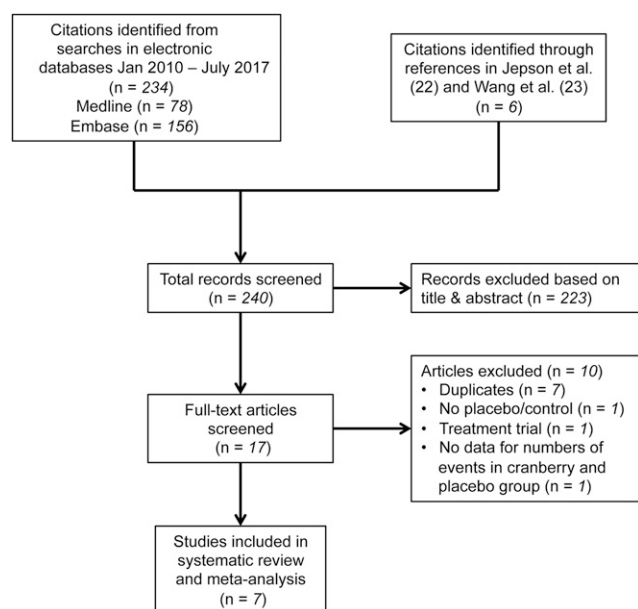 Citations identified from
searches in electronic
databases Jan 2010 – July 2017
(n = 234)
Medline (n = 78)
Embase (n = 156)
Citations identified through
references in Jepson et al.
(22) and Wang et al. (23)
(n = 6)
Total records screened
(n = 240)
Records excluded based on
title & abstract (n = 223)
Full-text articles
screened
(n = 17)
Articles excluded (n = 10)
• Duplicates (n = 7)
• No placebo/control (n = 1)
• Treatment trial (n = 1)
• No data for numbers of
events in cranberry and
placebo group (n = 1)
Studies included in
systematic review
and meta-analysis
(n = 7)